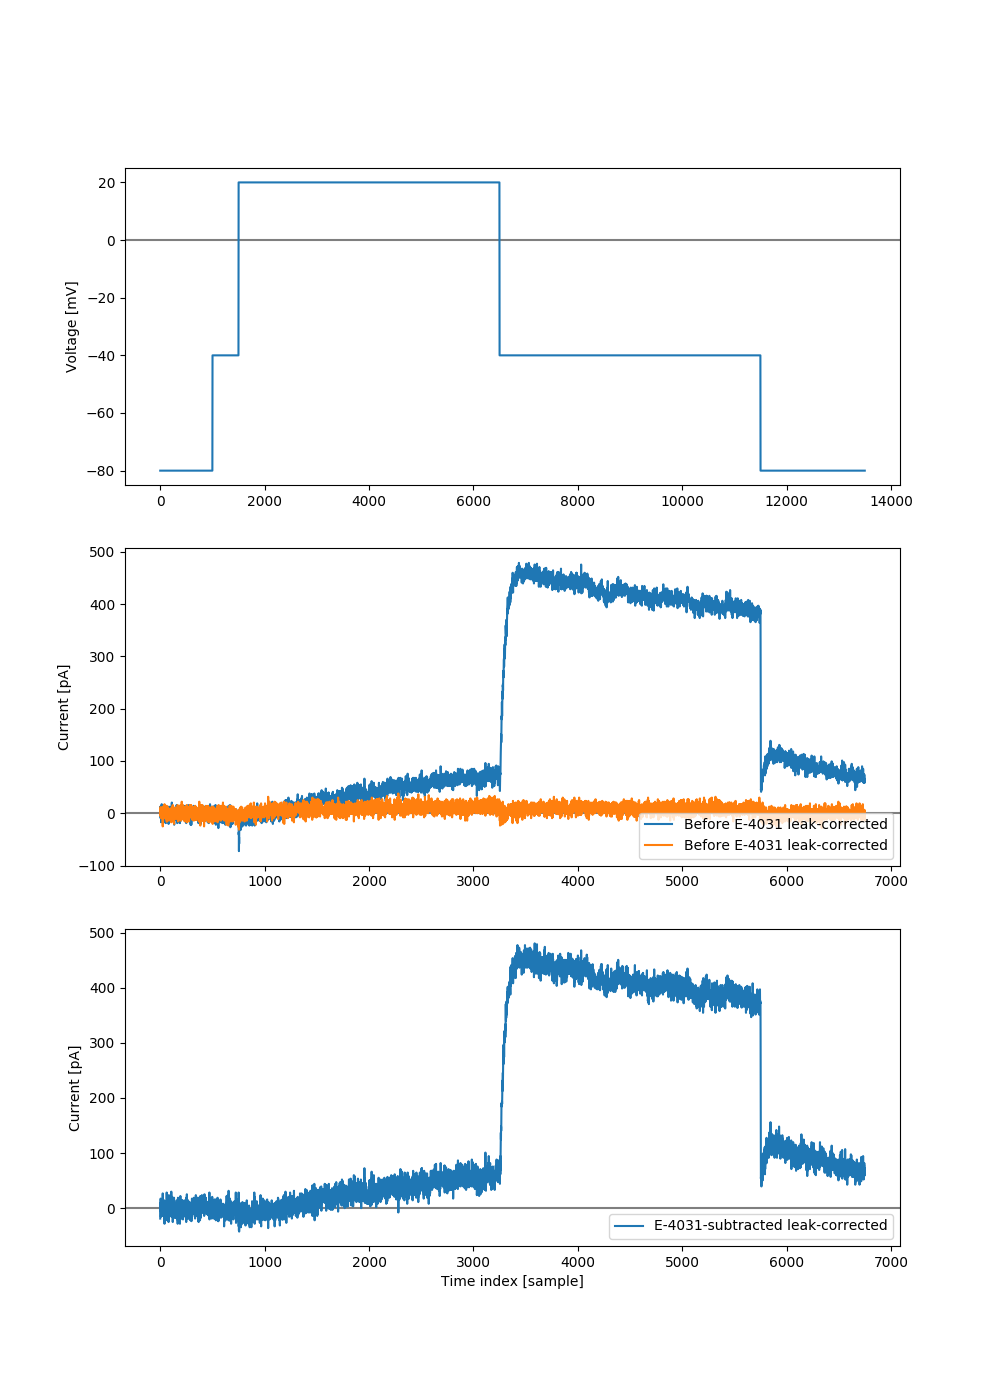 20
0
−20
−40
−60
−80
Voltage [mV]
0 2000 4000 6000 8000 10000 12000 14000
500
400
300
200
100
0
−100
Current [pA]
Before E-4031 leak-corrected
Before E-4031 leak-corrected
0 1000 2000 3000 4000 5000 6000 7000
500
400
300
200
100
0
Current [pA]
E-4031-subtracted leak-corrected
0 1000 2000 3000 4000 5000 6000 7000
Time index [sample]